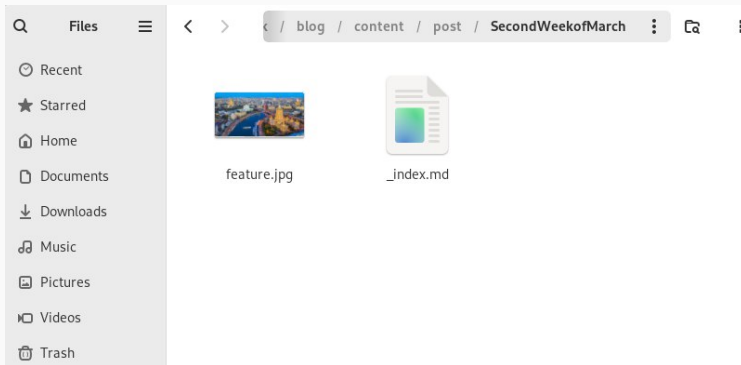 Files
/ blog / content / post / SecondWeekofMarch
Recent
Starred
Home
Documents
Downloads
Music
Pictures
Videos
Trash
feature.jpg
_index.md